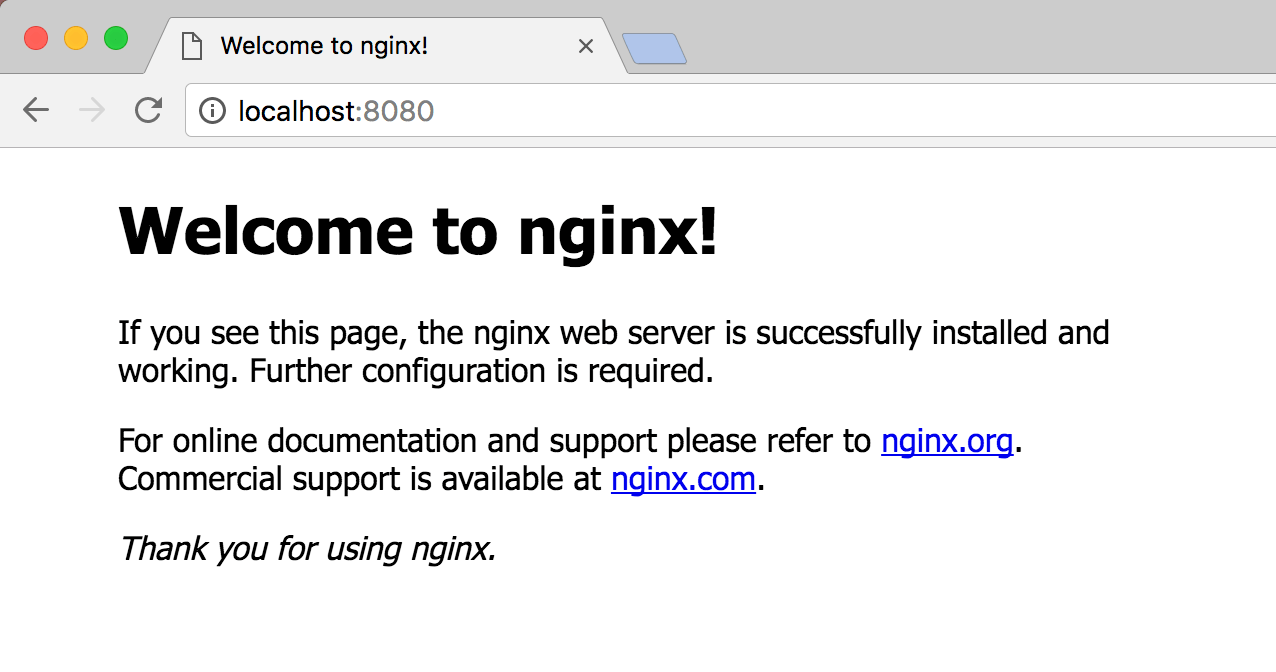 Welcome to nginx!
localhost:8080
Welcome to nginx!
If you see this page, the nginx web server is successfully installed and
working. Further configuration is required.
For online documentation and support please refer to nginx.org.
Commercial support is available at nginx.com.
Thank you for using nginx.